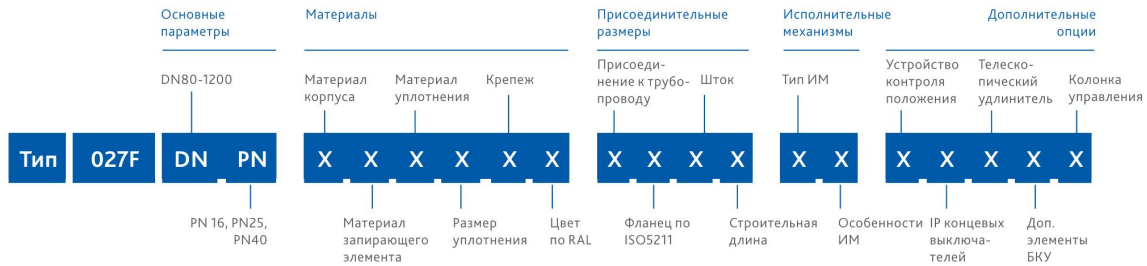 Основные
параметры
Материалы
Присоединительные
размеры
Исполнительные
механизмы
Дополнительные
опции
DN80-1200
Материал
корпуса
Материал
уплотнения
Крепеж
Присоеди-
нение к трубо-
проводу
Шток
Тип ИМ
Устройство
контроля
положения
Телеско-
пический
удлинитель
Колонка
управления
Тип 027F DN PN X X X X X X X X X X X X X X X X X
PN 16, PN25,
PN40
Материал
запирающего
элемента
Размер
уплотнения
Цвет
по RAL
Фланец по
ISO5211
Строительная
длина
Особенности
ИМ
IP концевых
выключа-
телей
Доп.
элементы
БКУ